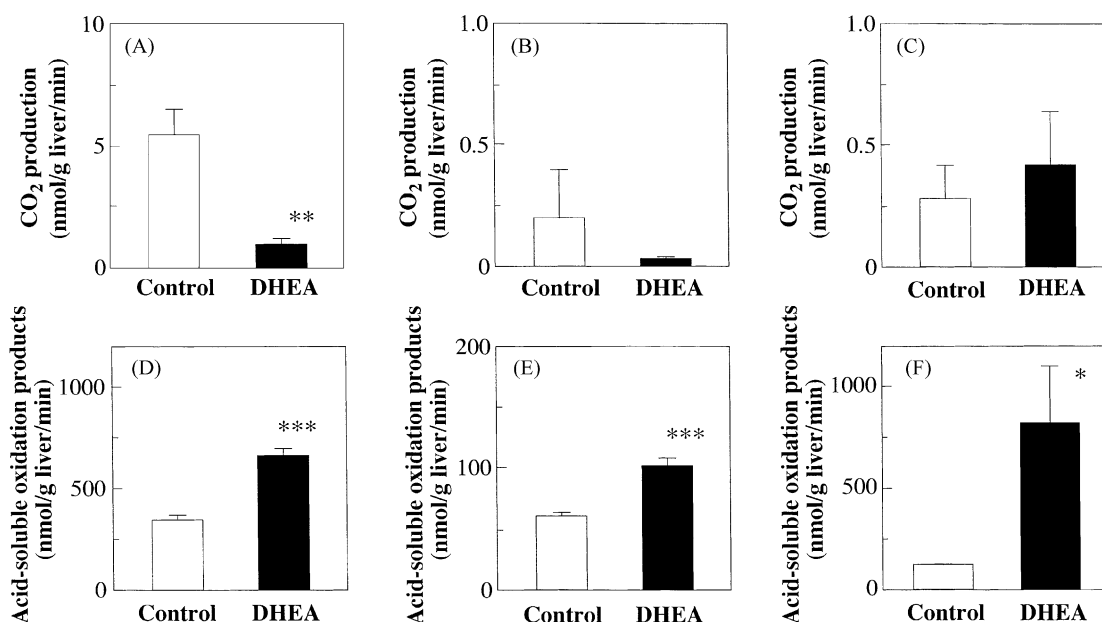 (A)
CO₂ production
(nmol/g liver/min)
10
5
0
**
Control DHEA
(B)
CO₂ production
(nmol/g liver/min)
1.0
0.5
0
Control DHEA
(C)
CO₂ production
(nmol/g liver/min)
1.0
0.5
0
Control DHEA
(D)
Acid-soluble oxidation products
(nmol/g liver/min)
1000
500
0
***
Control DHEA
(E)
Acid-soluble oxidation products
(nmol/g liver/min)
200
100
0
***
Control DHEA
(F)
Acid-soluble oxidation products
(nmol/g liver/min)
1000
500
0
*
Control DHEA